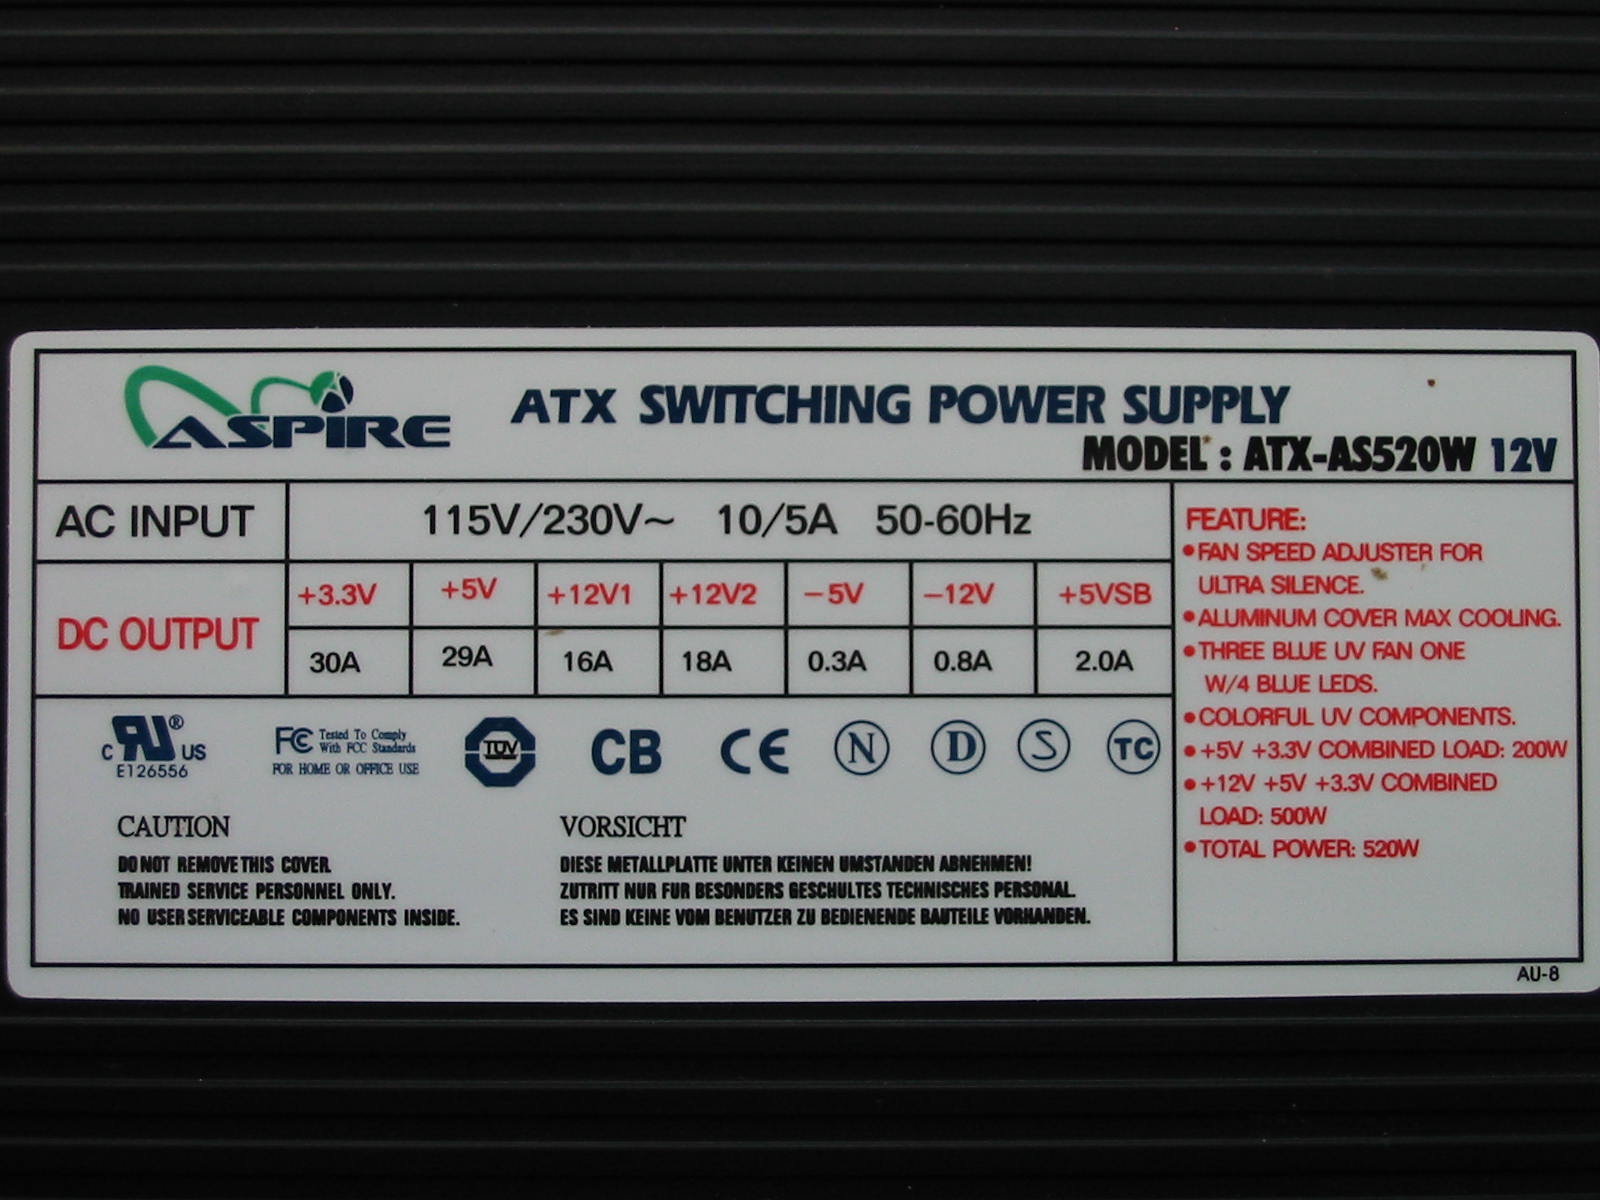 ASPIRE
ATX SWITCHING POWER SUPPLY
MODEL : ATX-AS520W 12V
AC INPUT 115V/230V~ 10/5A 50-60Hz
DC OUTPUT
+3.3V +5V +12V1 +12V2 -5V -12V +5VSB
30A 29A 16A 18A 0.3A 0.8A 2.0A
FEATURE:
•FAN SPEED ADJUSTER FOR
ULTRA SILENCE.
•ALUMINUM COVER MAX COOLING.
•THREE BLUE UV FAN ONE
W/4 BLUE LEDS.
•COLORFUL UV COMPONENTS.
•+5V +3.3V COMBINED LOAD: 200W
•+12V +5V +3.3V COMBINED
LOAD: 500W
•TOTAL POWER: 520W
C RU® US
E126556
FC Tested To Comply
With FCC Standards
FOR HOME OR OFFICE USE
TUV
CB
CE
N
D
S
TC
CAUTION
DO NOT REMOVE THIS COVER.
TRAINED SERVICE PERSONNEL ONLY.
NO USER SERVICEABLE COMPONENTS INSIDE.
VORSICHT
DIESE METALLPLATTE UNTER KEINEN UMSTANDEN ABNEHMEN!
ZUTRITT NUR FUR BESONDERS GESCHULTES TECHNISCHES PERSONAL.
ES SIND KEINE VOM BENUTZER ZU BEDIENENDE BAUTEILE VORHANDEN.
AU-8